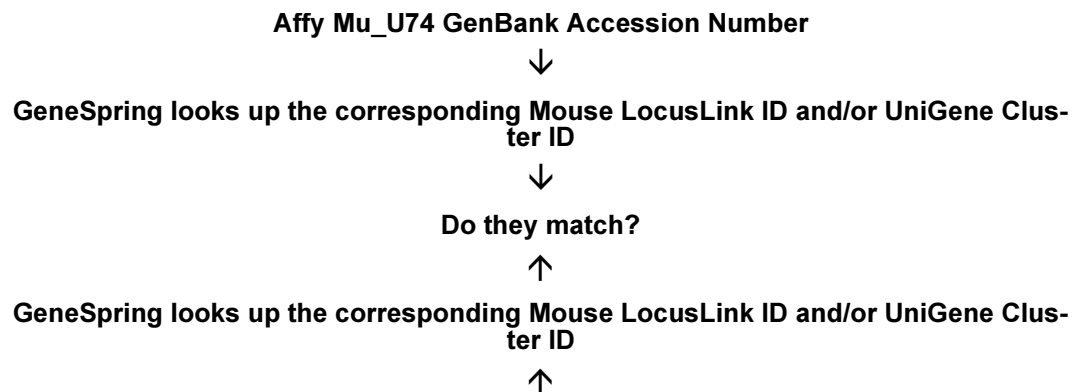 Affy Mu_U74 GenBank Accession Number
↓
GeneSpring looks up the corresponding Mouse LocusLink ID and/or UniGene Clus-
ter ID
↓
Do they match?
↑
GeneSpring looks up the corresponding Mouse LocusLink ID and/or UniGene Clus-
ter ID
↑